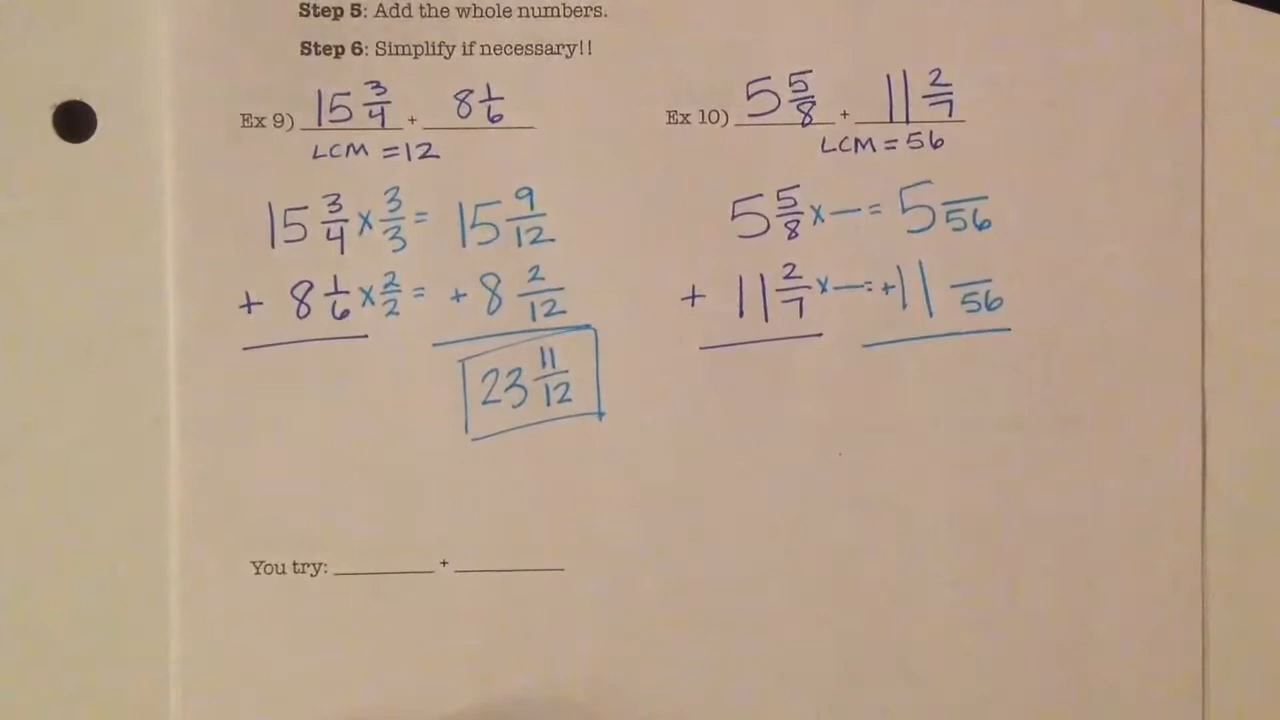 Step 5: Add the whole numbers.
Step 6: Simplify if necessary!!
Ex 9) 15 3/4 + 8 1/6
LCM = 12
15 3/4 x 3/3 = 15 9/12
+ 8 1/6 x 2/2 = + 8 2/12
23 11/12
Ex 10) 5 5/8 + 11 2/7
LCM = 56
5 5/8 x — = 5 —/56
+ 11 2/7 x — = + 11 —/56
You try: ________ + ________